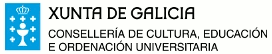 XUNTA DE GALICIA
CONSELLERÍA DE CULTURA, EDUCACIÓN
E ORDENACIÓN UNIVERSITARIA